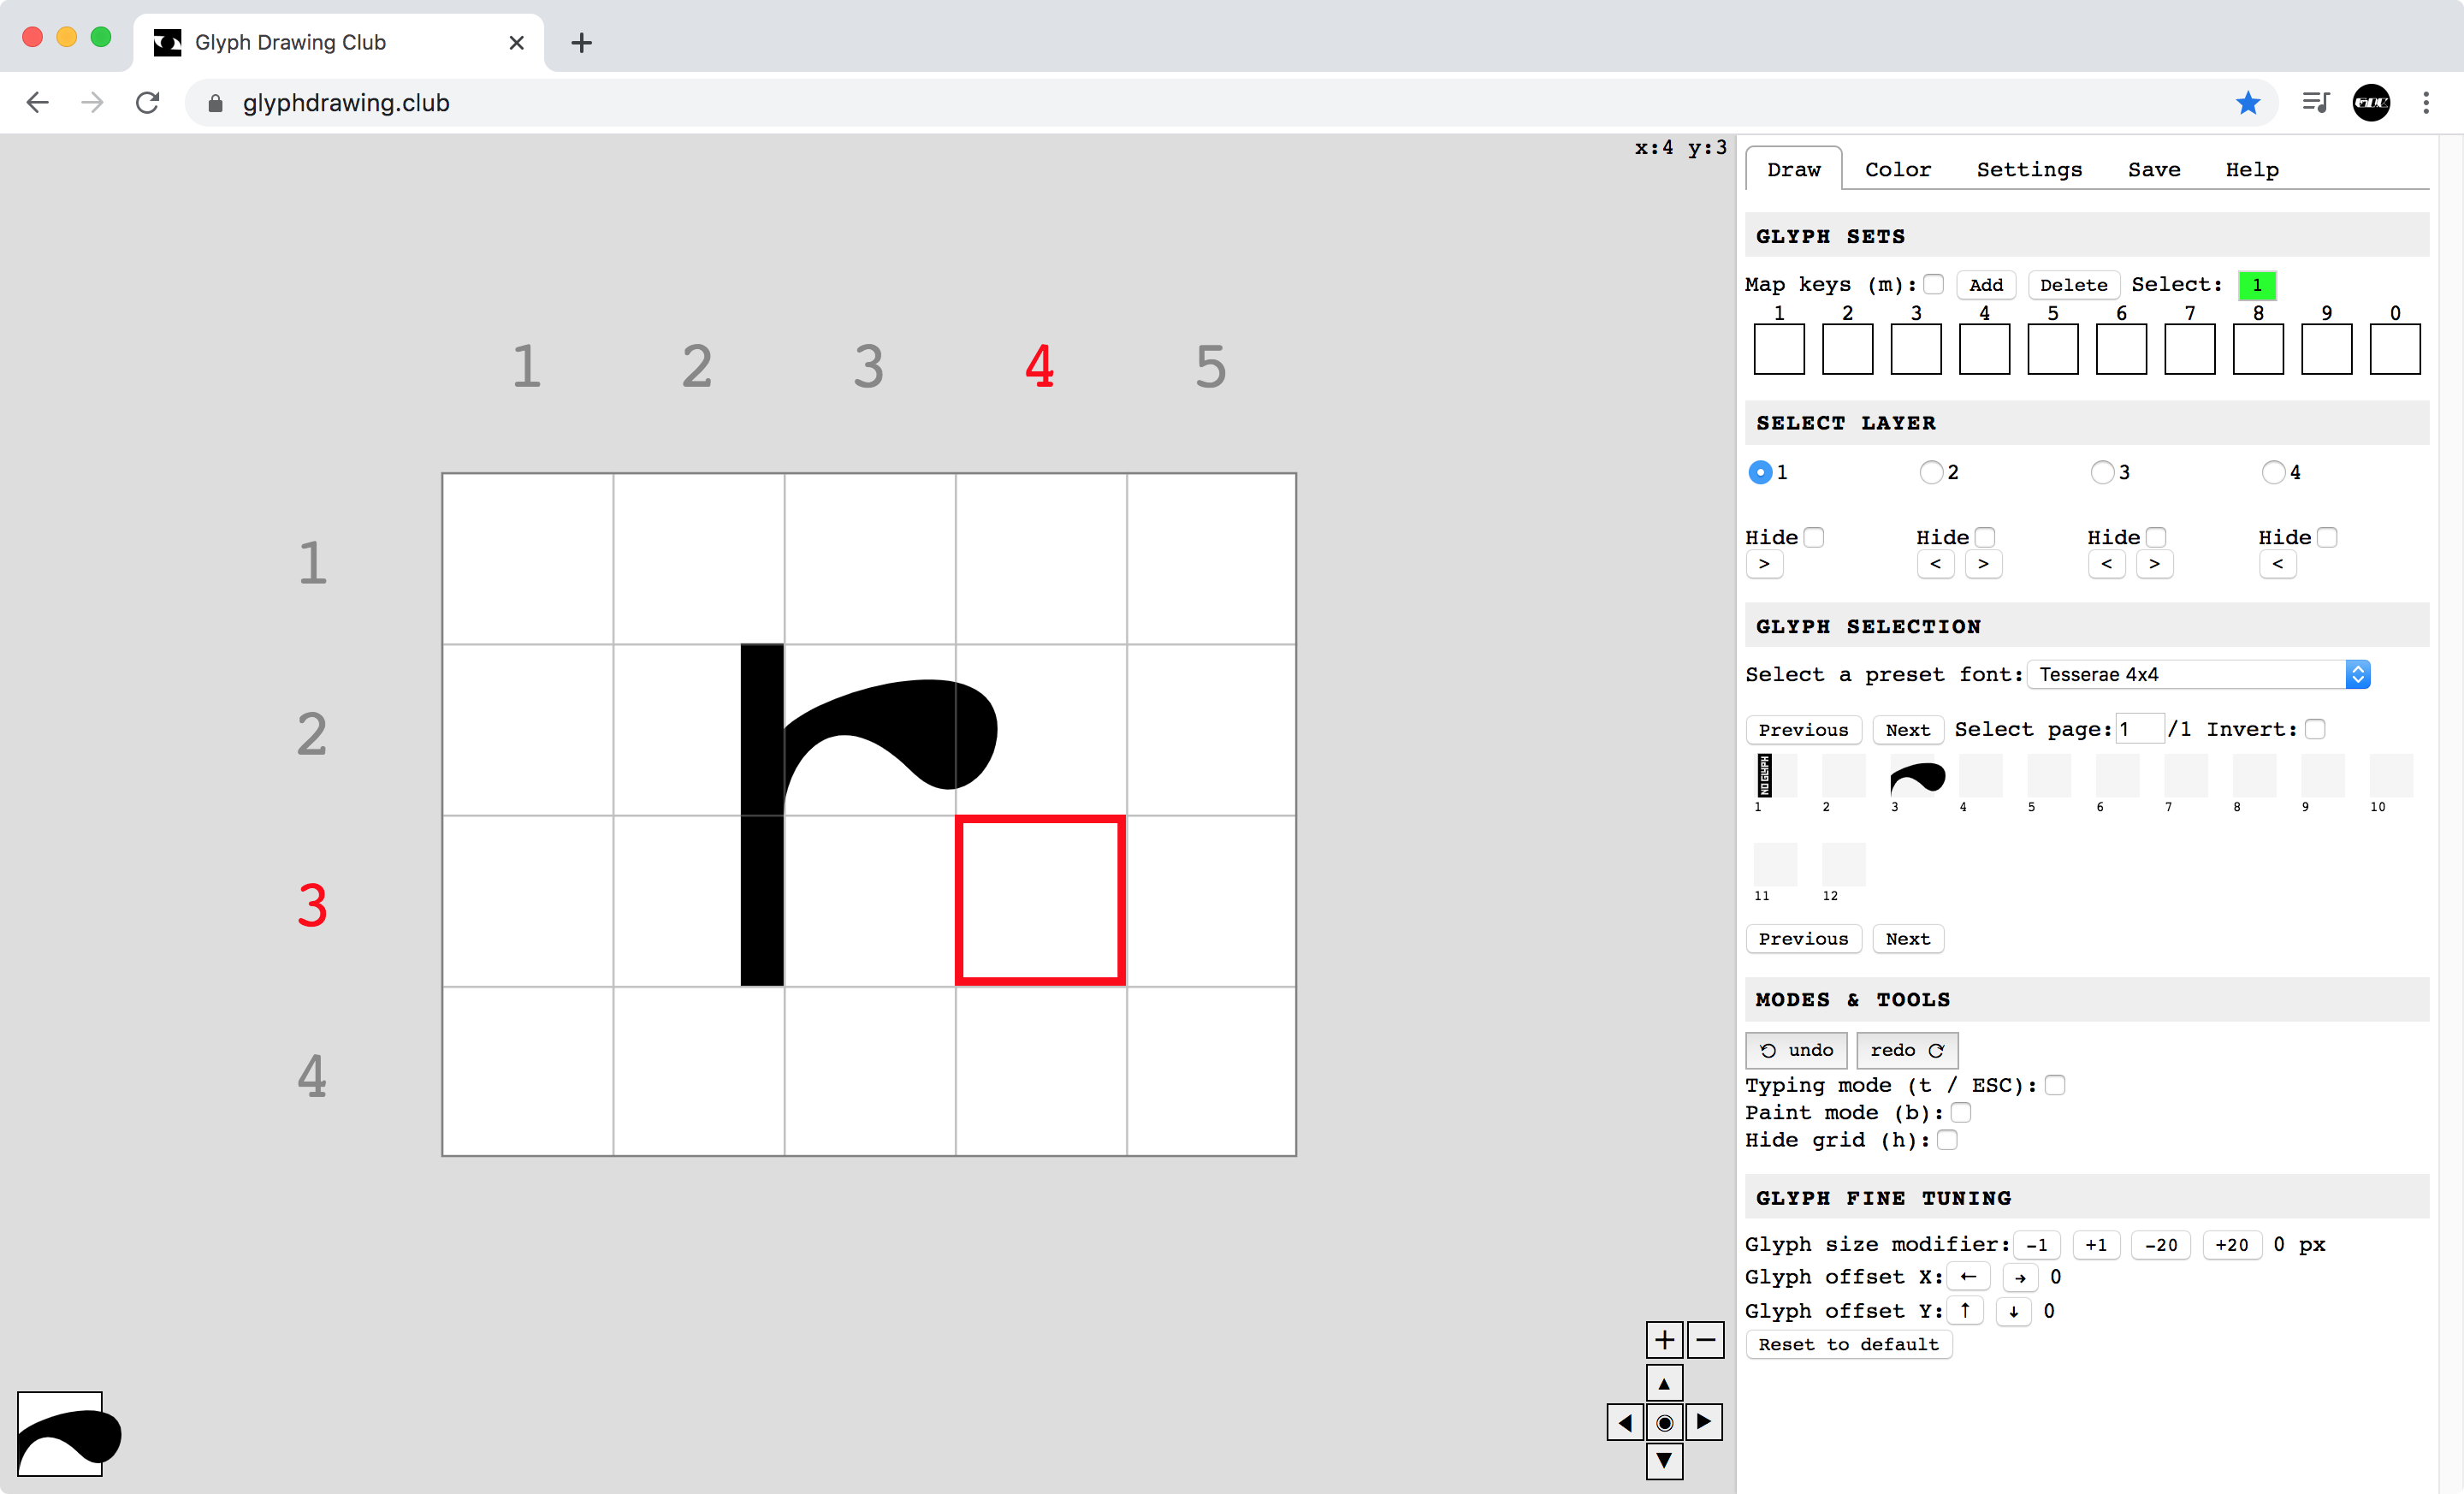 Glyph Drawing Club
glyphdrawing.club
GDC
x:4 y:3
1 2 3 4 5
1
2
3
4
Draw Color Settings Save Help
GLYPH SETS
Map keys (m): Add Delete Select: 1
1 2 3 4 5 6 7 8 9 0
SELECT LAYER
1 2 3 4
Hide Hide Hide Hide
> < > < > <
GLYPH SELECTION
Select a preset font: Tesserae 4x4
Previous Next Select page: 1 /1 Invert:
NO GLYPH
1 2 3 4 5 6 7 8 9 10
11 12
Previous Next
MODES & TOOLS
undo redo
Typing mode (t / ESC):
Paint mode (b):
Hide grid (h):
GLYPH FINE TUNING
Glyph size modifier: -1 +1 -20 +20 0 px
Glyph offset X: ← → 0
Glyph offset Y: ↑ ↓ 0
Reset to default